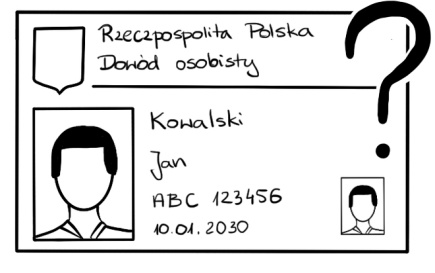 Rzeczpospolita Polska
Dowód osobisty
Kowalski
Jan
ABC 123456
10.01.2030
?